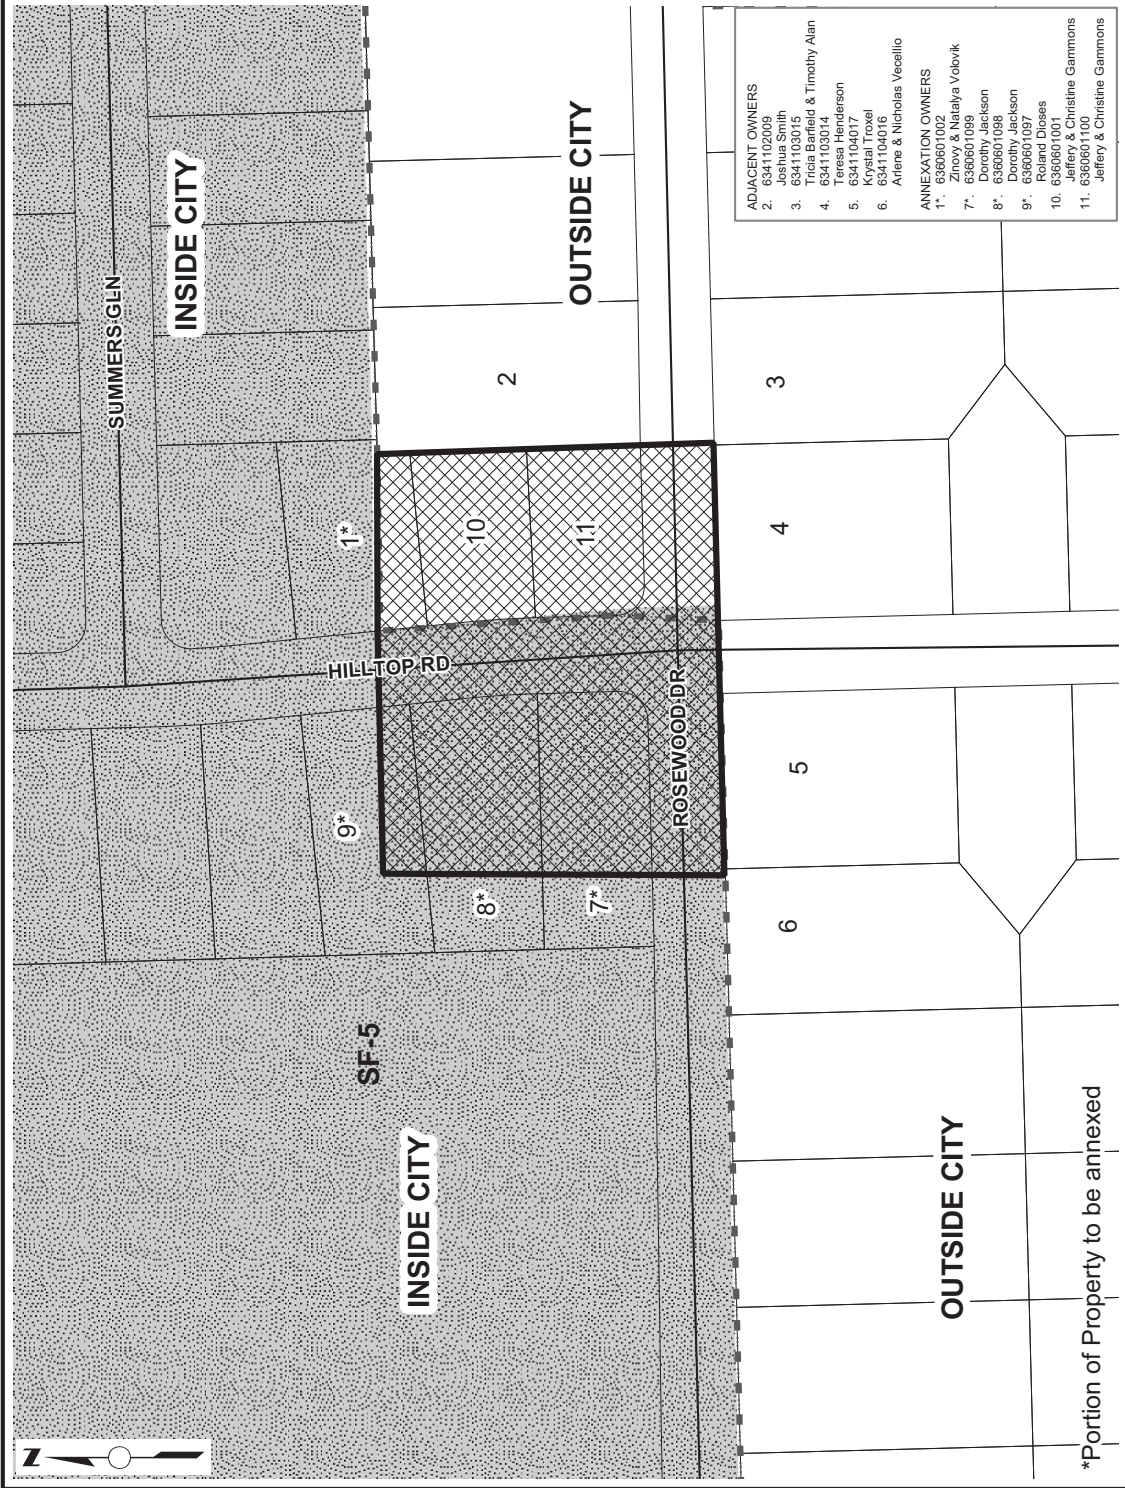 SUMMERS GLN
INSIDE CITY
OUTSIDE CITY
ADJACENT OWNERS
2. 6341102009
Joshua Smith
3. 6341103015
Tricia Barfield & Timothy Alan
4. 6341103014
Teresa Henderson
5. 6341104017
Krystal Troxel
6. 6341104016
Arlene & Nicholas Vecellio
ANNEXATION OWNERS
1*. 6360601002
Zinovy & Natalya Volovik
7*. 6360601099
Dorothy Jackson
8*. 6360601098
Dorothy Jackson
9*. 6360601097
Roland Dioses
10. 6360601001
Jeffery & Christine Gammons
11. 6360601100
Jeffery & Christine Gammons
2
3
1*
10
11
4
HILLTOP RD
ROSEWOOD DR
9*
8*
7*
5
6
SF-5
INSIDE CITY
OUTSIDE CITY
*Portion of Property to be annexed
N